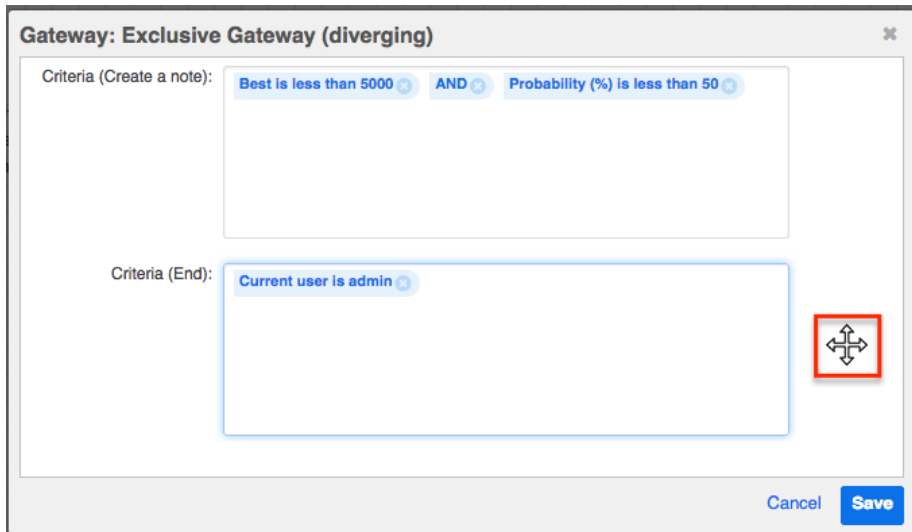 Gateway: Exclusive Gateway (diverging)
Criteria (Create a note): Best is less than 5000 AND Probability (%) is less than 50
Criteria (End): Current user is admin
Cancel Save